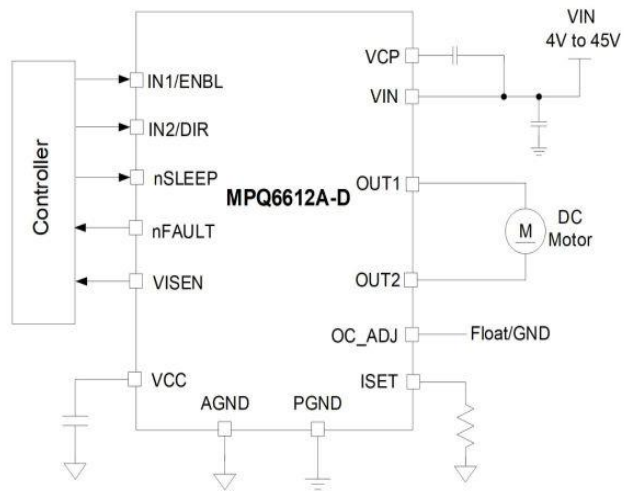 VIN
4V to 45V
VCP
VIN
IN1/ENBL
IN2/DIR
nSLEEP
nFAULT
VISEN
VCC
Controller
MPQ6612A-D
OUT1
M
DC
Motor
OUT2
OC_ADJ
Float/GND
ISET
AGND
PGND